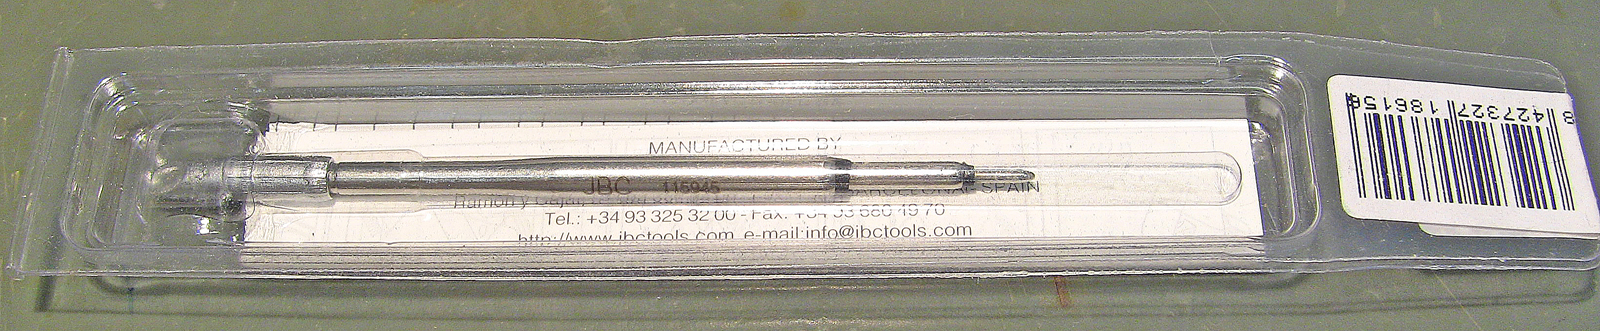 MANUFACTURED BY
JBC 115945
SPAIN
Tel.: +34 93 325 32 00 - Fax: +34 93 680 49 70
http://www.jbctools.com e-mail:info@jbctools.com
8 427327 186156